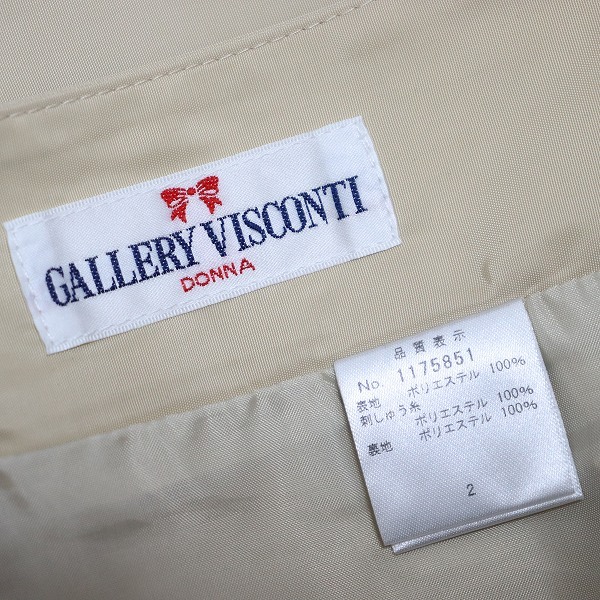 GALLERY VISCONTI
DONNA
品質表示
No. 1175851
表地 ポリエステル 100%
刺しゅう糸 ポリエステル 100%
裏地 ポリエステル 100%
2